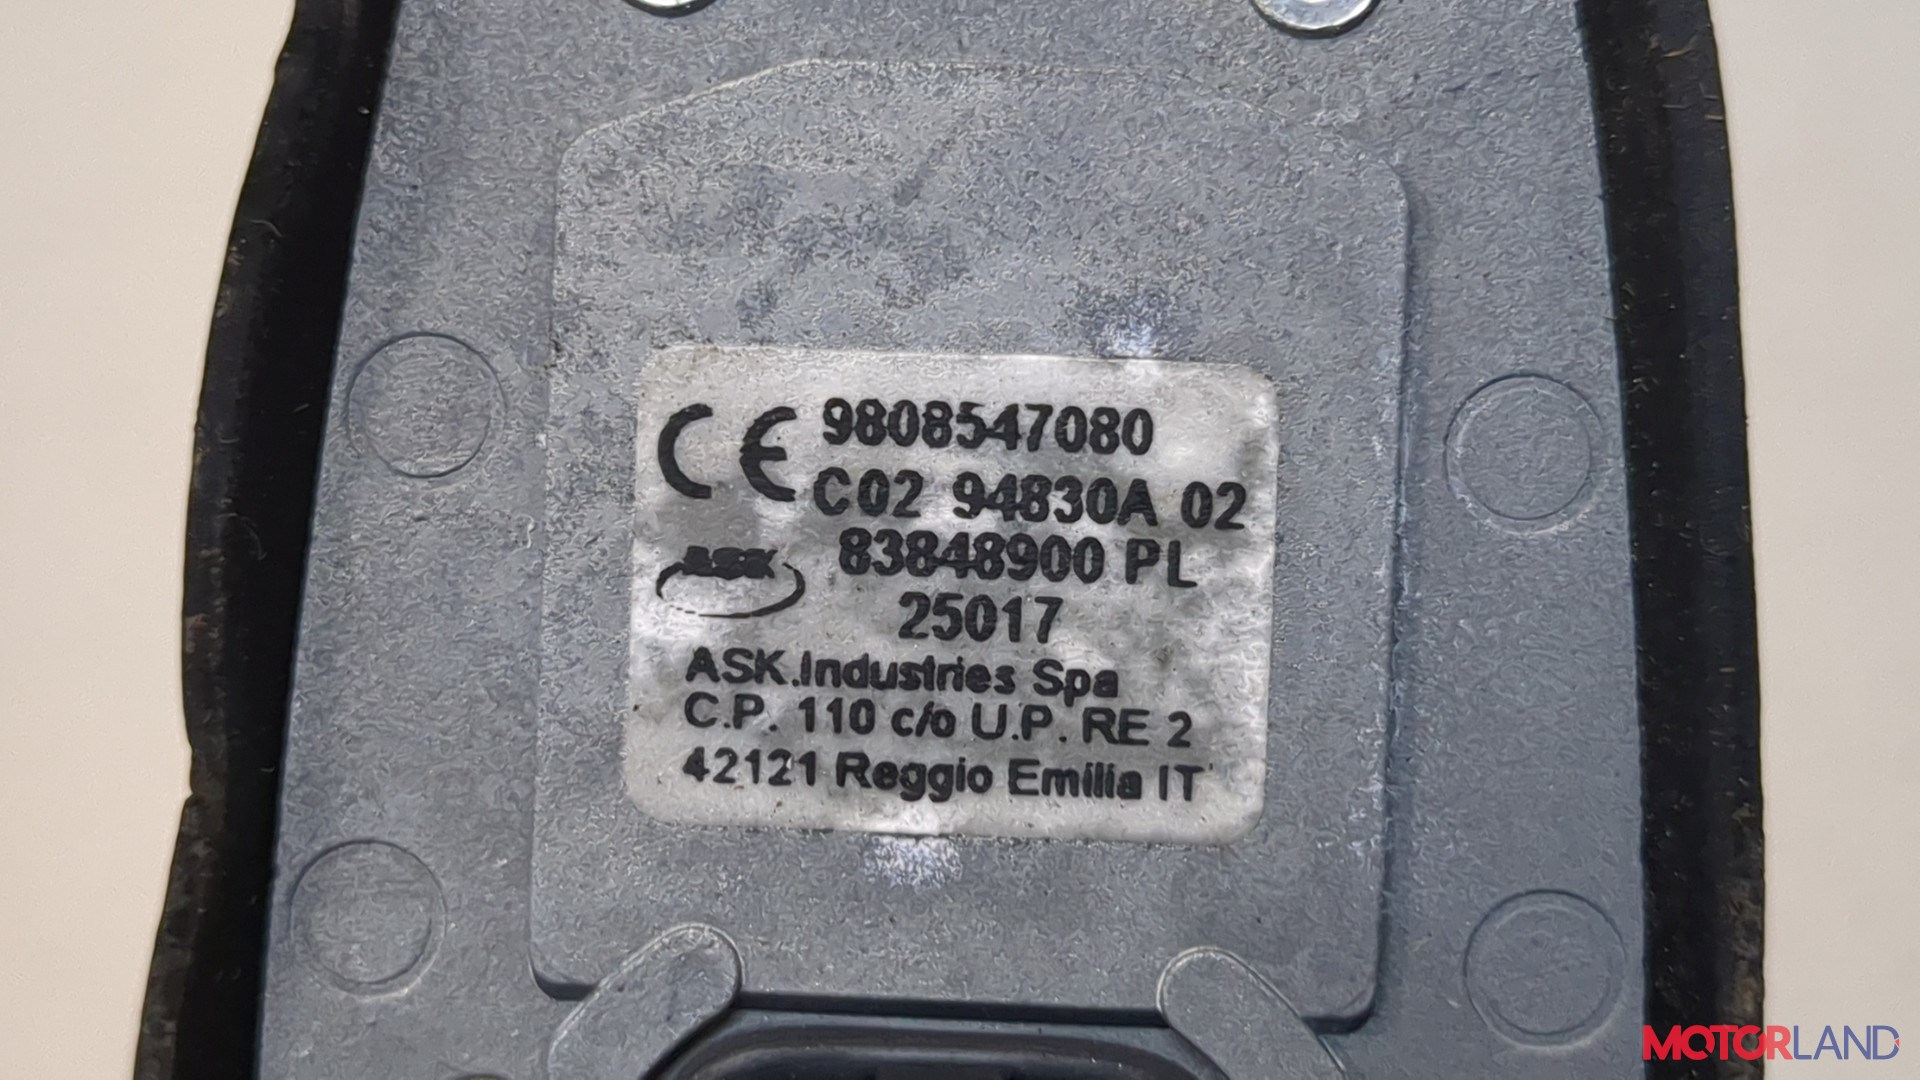 CE 9808547080
C02 94830A 02
ASK 83848900 PL
25017
ASK.Industries Spa
C.P. 110 c/o U.P. RE 2
42121 Reggio Emilia IT
MOTORLAND